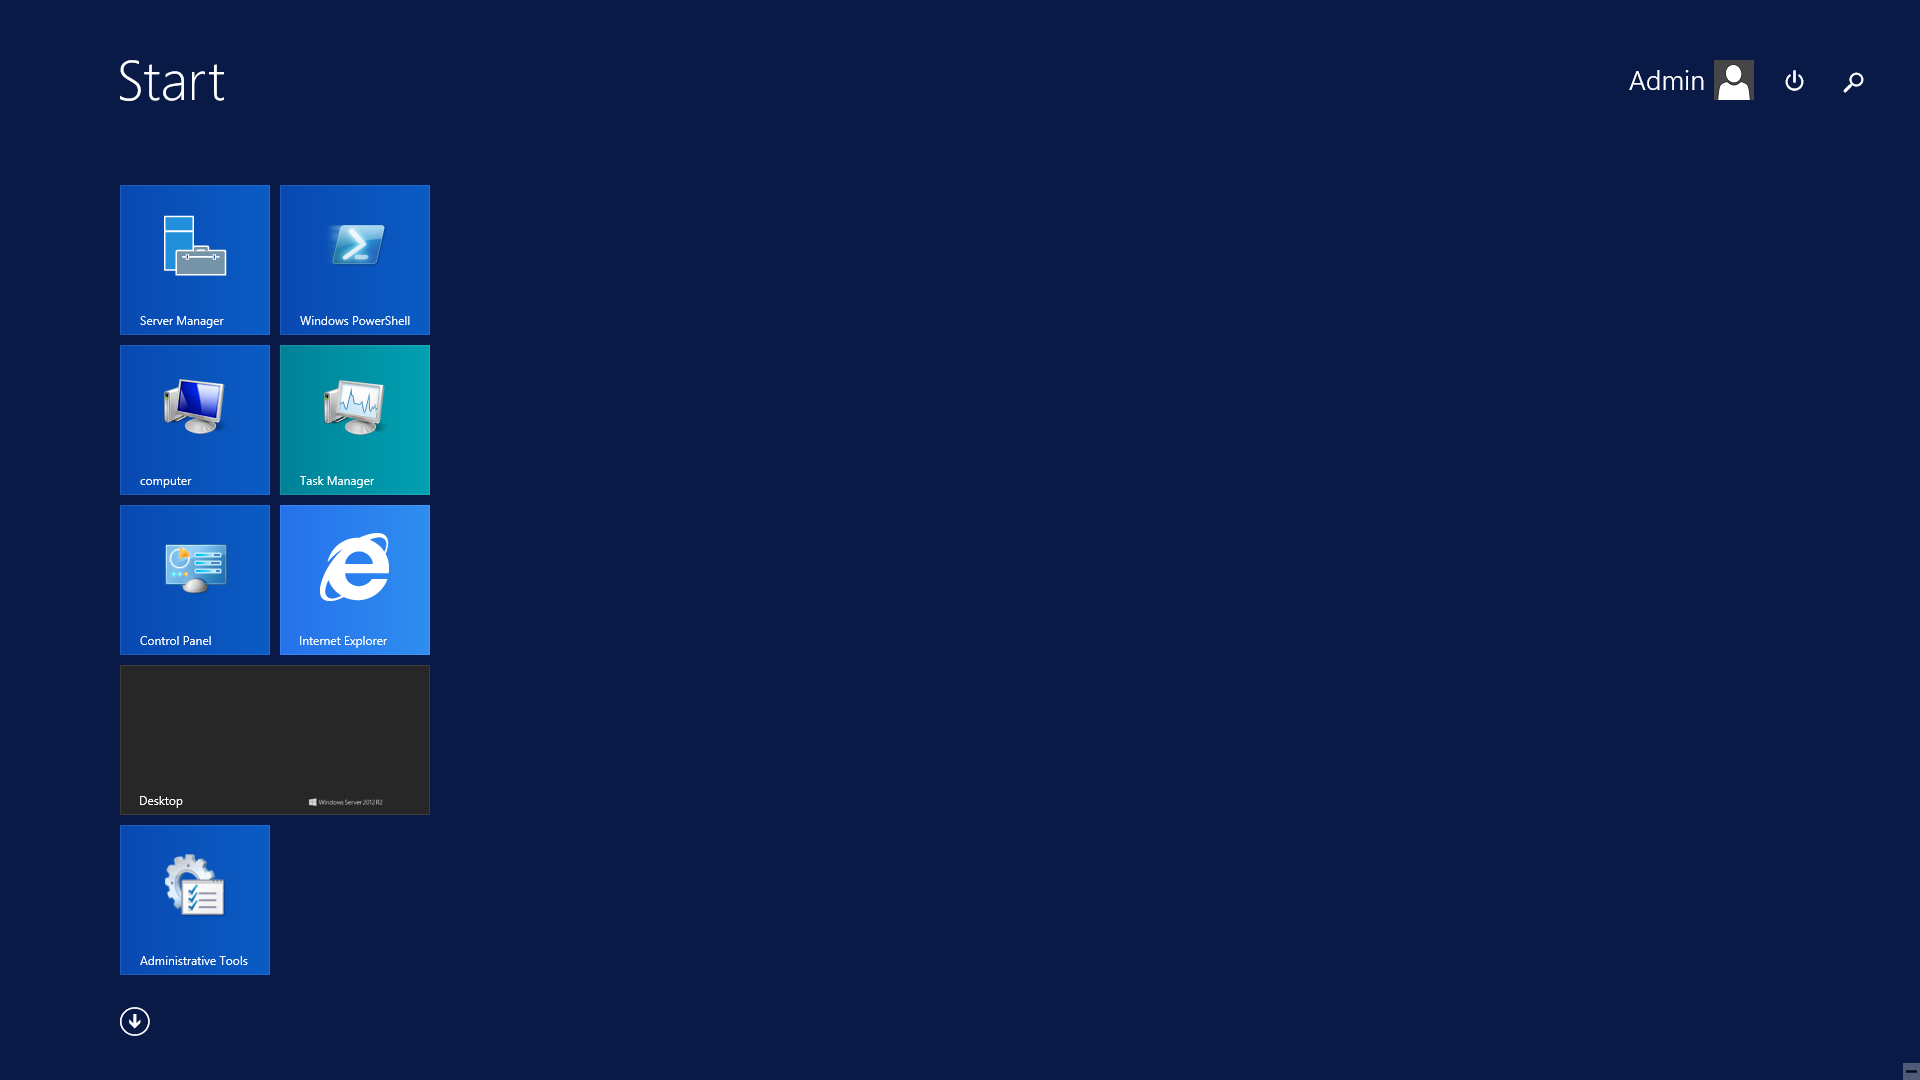 Start
Admin
Server Manager
Windows PowerShell
computer
Task Manager
Control Panel
Internet Explorer
Desktop
Windows Server 2012 R2
Administrative Tools